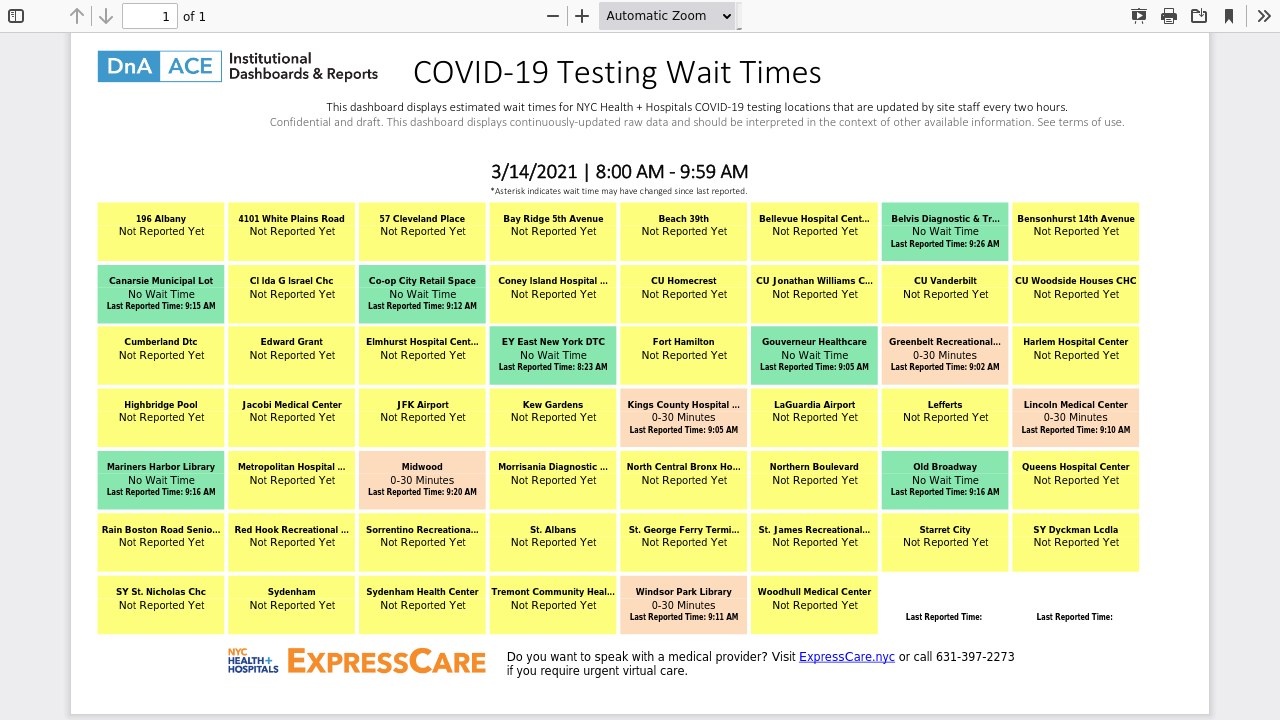 1 of 1
Automatic Zoom
DnA ACE Institutional
Dashboards & Reports
COVID-19 Testing Wait Times
This dashboard displays estimated wait times for NYC Health + Hospitals COVID-19 testing locations that are updated by site staff every two hours.
Confidential and draft. This dashboard displays continuously-updated raw data and should be interpreted in the context of other available information. See terms of use.
3/14/2021 | 8:00 AM - 9:59 AM
*Asterisk indicates wait time may have changed since last reported.
196 Albany
Not Reported Yet
4101 White Plains Road
Not Reported Yet
57 Cleveland Place
Not Reported Yet
Bay Ridge 5th Avenue
Not Reported Yet
Beach 39th
Not Reported Yet
Bellevue Hospital Cent...
Not Reported Yet
Belvis Diagnostic & Tr...
No Wait Time
Last Reported Time: 9:26 AM
Bensonhurst 14th Avenue
Not Reported Yet
Canarsie Municipal Lot
No Wait Time
Last Reported Time: 9:15 AM
CI Ida G Israel Chc
Not Reported Yet
Co-op City Retail Space
No Wait Time
Last Reported Time: 9:12 AM
Coney Island Hospital ...
Not Reported Yet
CU Homecrest
Not Reported Yet
CU Jonathan Williams C...
Not Reported Yet
CU Vanderbilt
Not Reported Yet
CU Woodside Houses CHC
Not Reported Yet
Cumberland Dtc
Not Reported Yet
Edward Grant
Not Reported Yet
Elmhurst Hospital Cent...
Not Reported Yet
EY East New York DTC
No Wait Time
Last Reported Time: 8:23 AM
Fort Hamilton
Not Reported Yet
Gouverneur Healthcare
No Wait Time
Last Reported Time: 9:05 AM
Greenbelt Recreational...
0-30 Minutes
Last Reported Time: 9:02 AM
Harlem Hospital Center
Not Reported Yet
Highbridge Pool
Not Reported Yet
Jacobi Medical Center
Not Reported Yet
JFK Airport
Not Reported Yet
Kew Gardens
Not Reported Yet
Kings County Hospital ...
0-30 Minutes
Last Reported Time: 9:05 AM
LaGuardia Airport
Not Reported Yet
Lefferts
Not Reported Yet
Lincoln Medical Center
0-30 Minutes
Last Reported Time: 9:10 AM
Mariners Harbor Library
No Wait Time
Last Reported Time: 9:16 AM
Metropolitan Hospital ...
Not Reported Yet
Midwood
0-30 Minutes
Last Reported Time: 9:20 AM
Morrisania Diagnostic ...
Not Reported Yet
North Central Bronx Ho...
Not Reported Yet
Northern Boulevard
Not Reported Yet
Old Broadway
No Wait Time
Last Reported Time: 9:16 AM
Queens Hospital Center
Not Reported Yet
Rain Boston Road Senio...
Not Reported Yet
Red Hook Recreational ...
Not Reported Yet
Sorrentino Recreationa...
Not Reported Yet
St. Albans
Not Reported Yet
St. George Ferry Termi...
Not Reported Yet
St. James Recreational...
Not Reported Yet
Starret City
Not Reported Yet
SY Dyckman Lcdla
Not Reported Yet
SY St. Nicholas Chc
Not Reported Yet
Sydenham
Not Reported Yet
Sydenham Health Center
Not Reported Yet
Tremont Community Heal...
Not Reported Yet
Windsor Park Library
0-30 Minutes
Last Reported Time: 9:11 AM
Woodhull Medical Center
Not Reported Yet
Last Reported Time:
Last Reported Time:
NYC
HEALTH+
HOSPITALS
EXPRESSCARE
Do you want to speak with a medical provider? Visit ExpressCare.nyc or call 631-397-2273
if you require urgent virtual care.